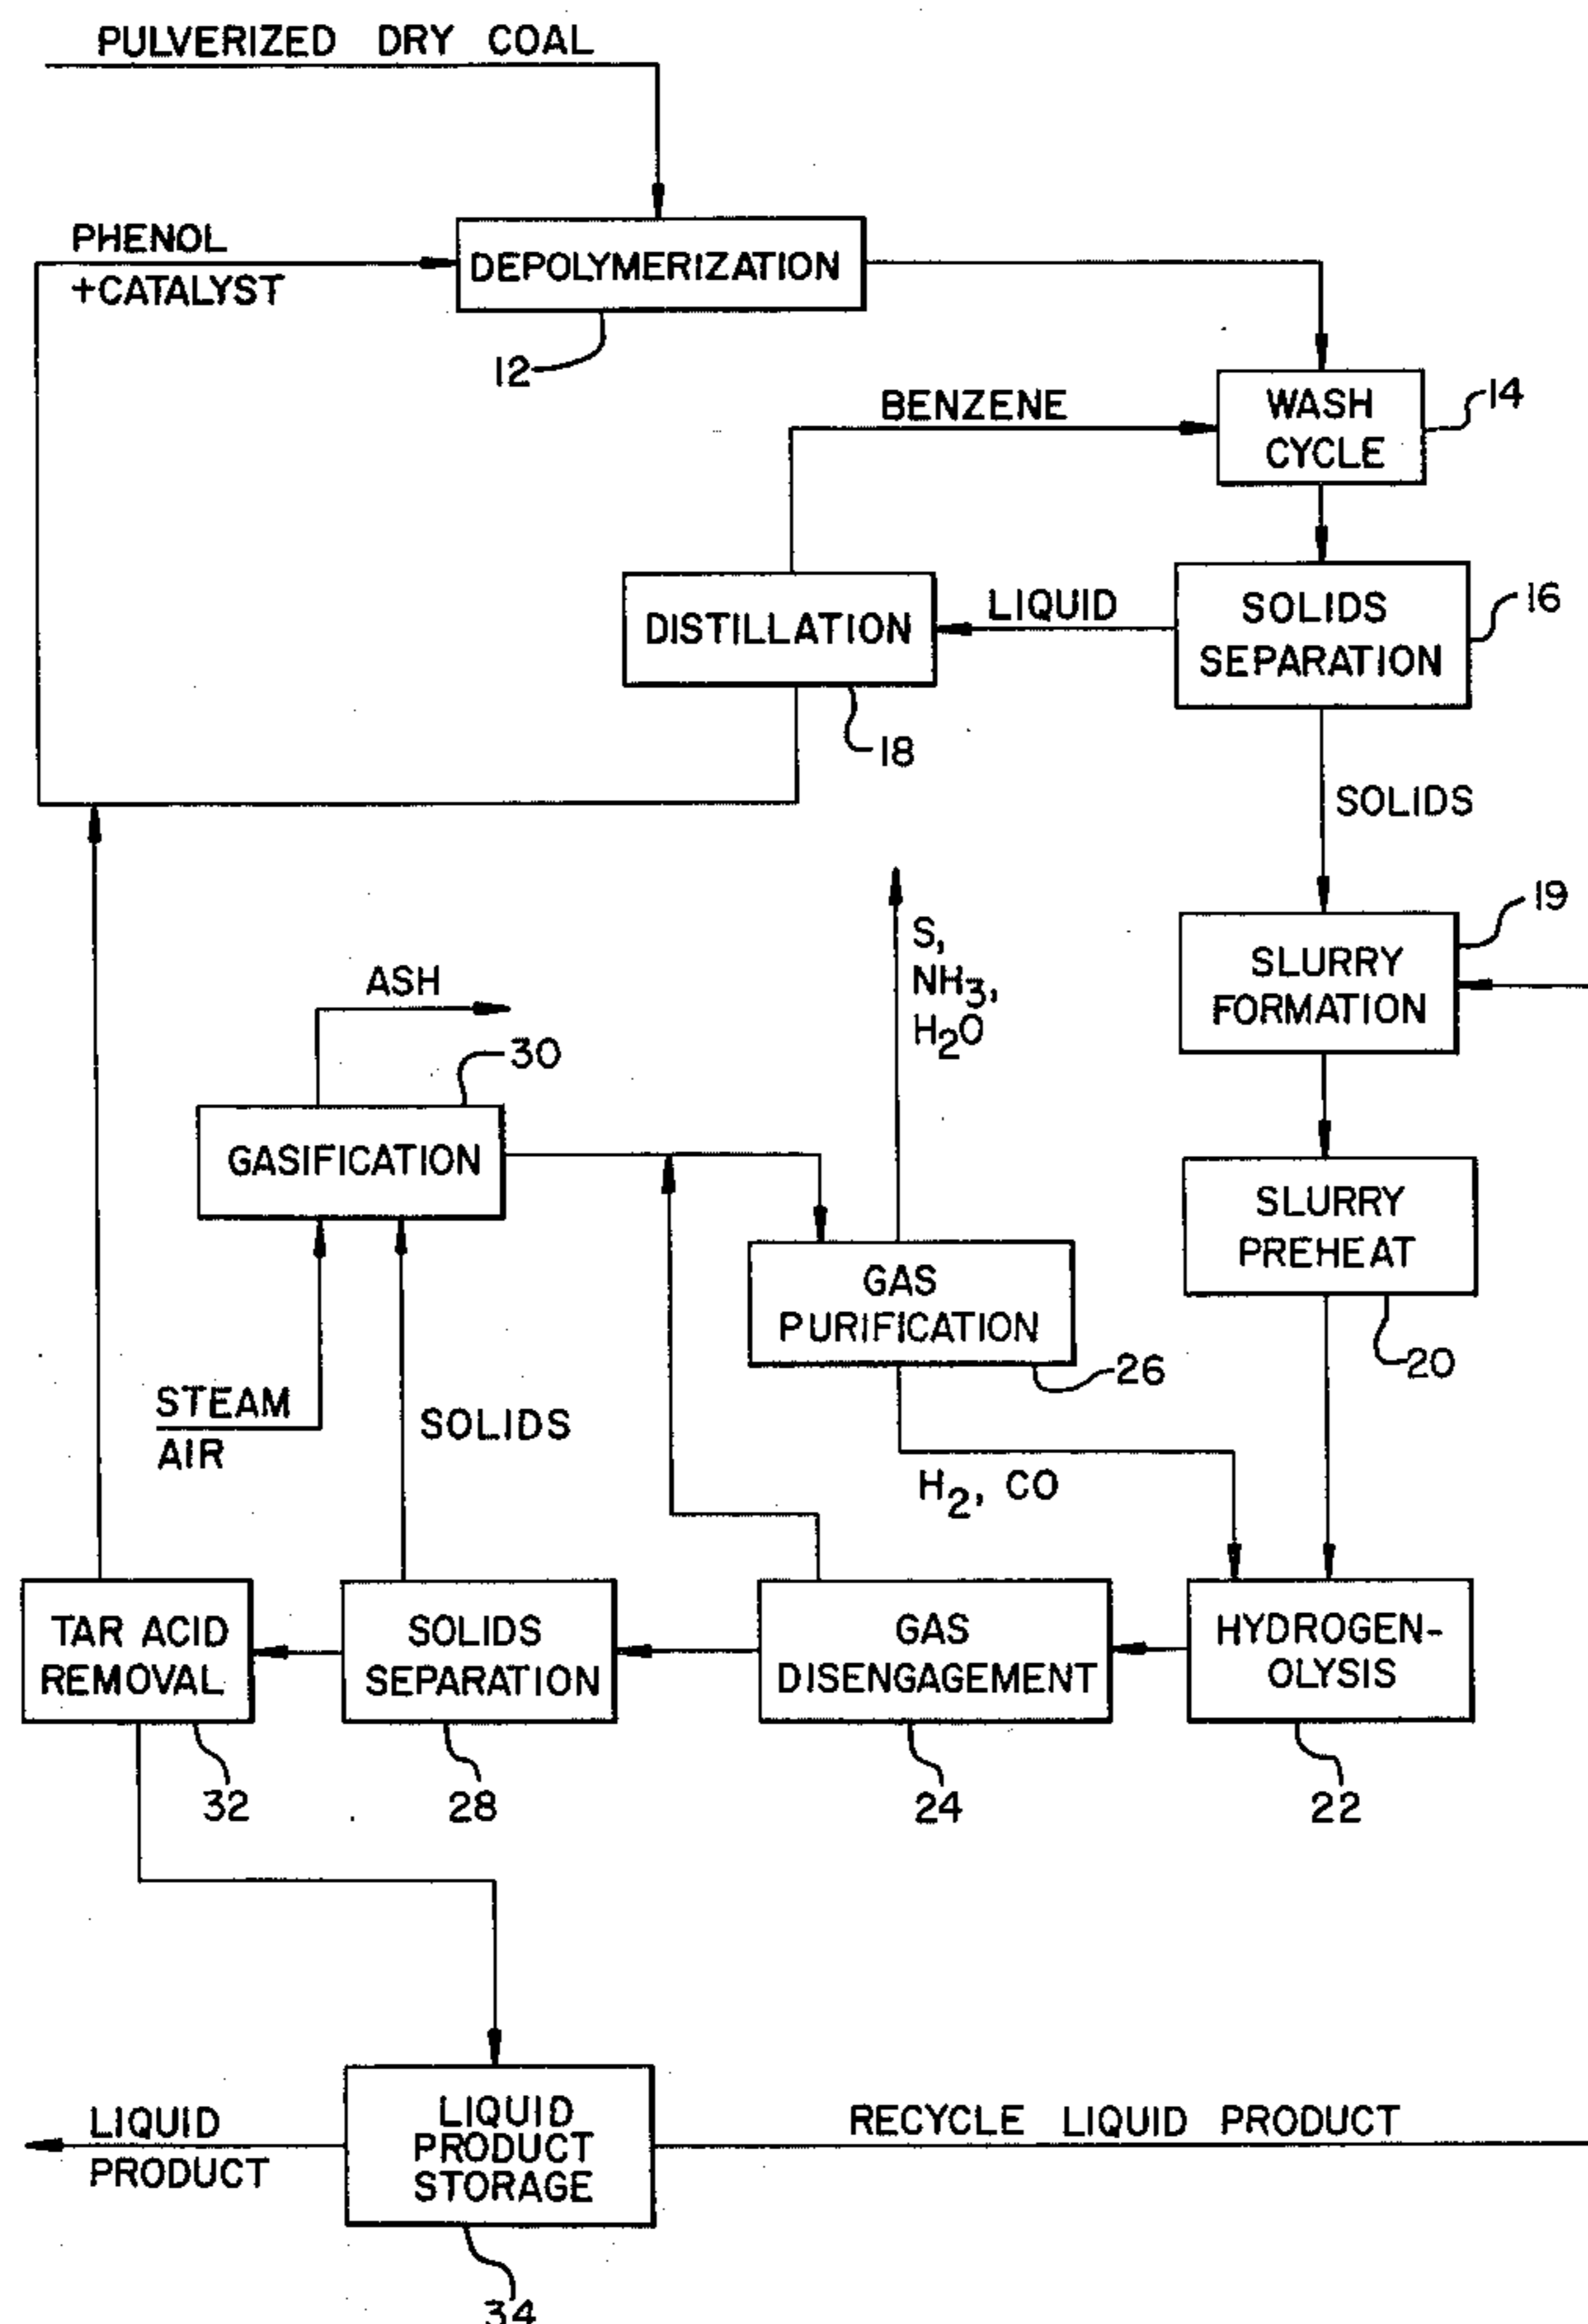 PULVERIZED DRY COAL
PHENOL
+CATALYST
DEPOLYMERIZATION
12
BENZENE
WASH
CYCLE
14
DISTILLATION
18
LIQUID
SOLIDS
SEPARATION
16
SOLIDS
SLURRY
FORMATION
19
S,
NH3,
H2O
ASH
30
GASIFICATION
SLURRY
PREHEAT
20
GAS
PURIFICATION
26
STEAM
AIR
SOLIDS
H2, CO
TAR ACID
REMOVAL
32
SOLIDS
SEPARATION
28
GAS
DISENGAGEMENT
24
HYDROGEN-
OLYSIS
22
LIQUID
PRODUCT
LIQUID
PRODUCT
STORAGE
34
RECYCLE LIQUID PRODUCT